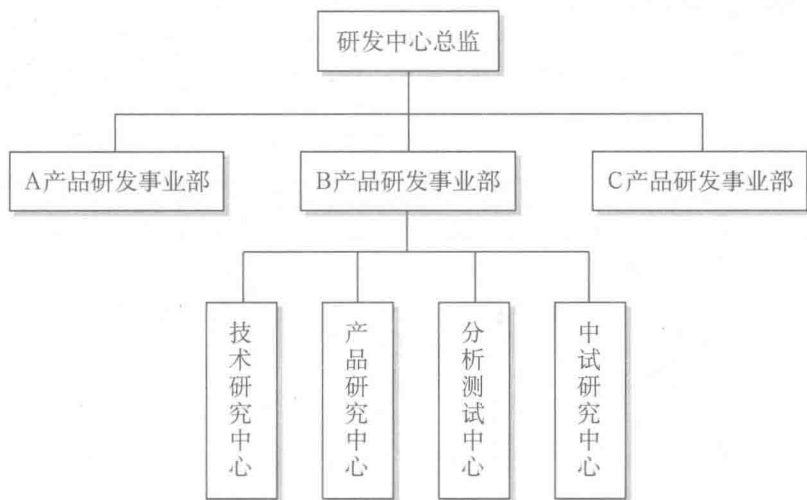 研发中心总监
A产品研发事业部
B产品研发事业部
C产品研发事业部
技术研究中心
产品研究中心
分析测试中心
中试研究中心